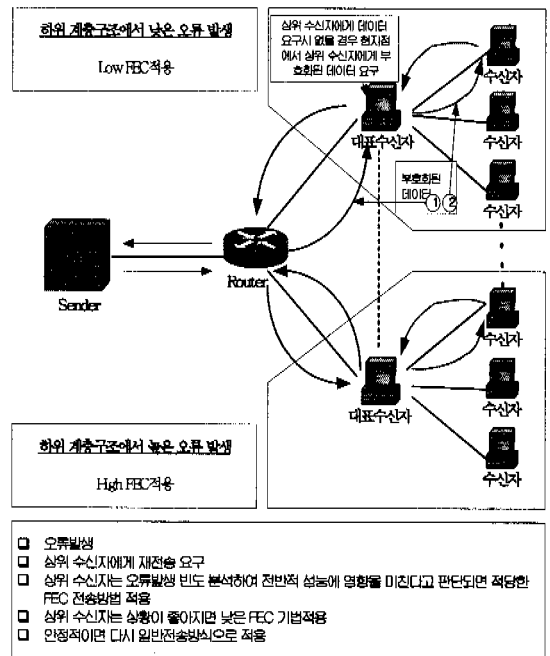 하위 계층구조에서 낮은 오류 발생
Low FEC적용
상위 수신자에게 데이터
요구시 없을 경우 현지점
에서 상위 수신자에게 부
호화된 데이터 요구
수신자
대표수신자
수신자
부호화된
데이터
① ②
수신자
Sender
Router
수신자
대표수신자
수신자
수신자
하위 계층구조에서 높은 오류 발생
High FEC적용
오류발생
상위 수신자에게 재전송 요구
상위 수신자는 오류발생 빈도 분석하여 전반적 성능에 영향을 미친다고 판단되면 적당한
FEC 전송방법 적용
상위 수신자는 상황이 좋아지면 낮은 FEC 기법적용
안정적이면 다시 일반전송방식으로 적용